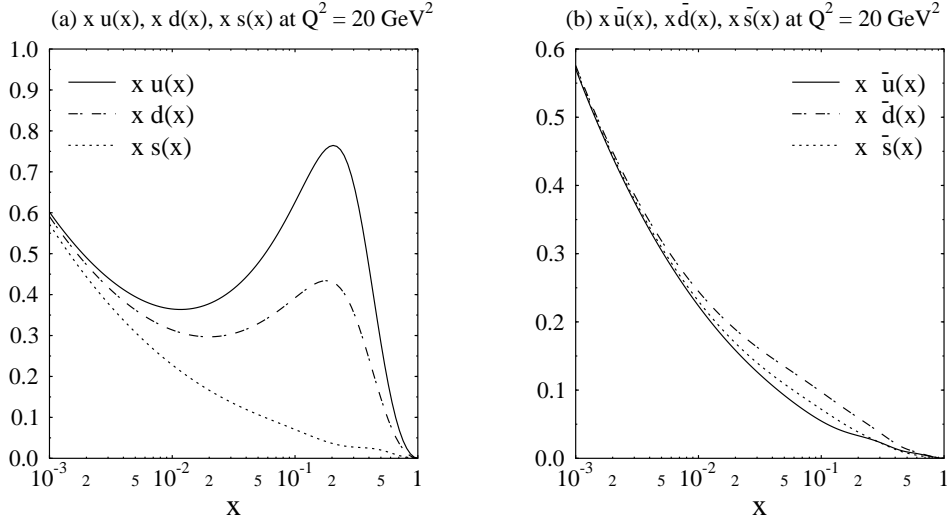 (a) x u(x), x d(x), x s(x) at Q² = 20 GeV²
1.0
0.9
0.8
0.7
0.6
0.5
0.4
0.3
0.2
0.1
0.0
x u(x)
x d(x)
x s(x)
10⁻³ 2 5 10⁻² 2 5 10⁻¹ 2 5 1
x
(b) x ū(x), x d̄(x), x s̄(x) at Q² = 20 GeV²
0.6
0.5
0.4
0.3
0.2
0.1
0.0
x ū(x)
x d̄(x)
x s̄(x)
10⁻³ 2 5 10⁻² 2 5 10⁻¹ 2 5 1
x